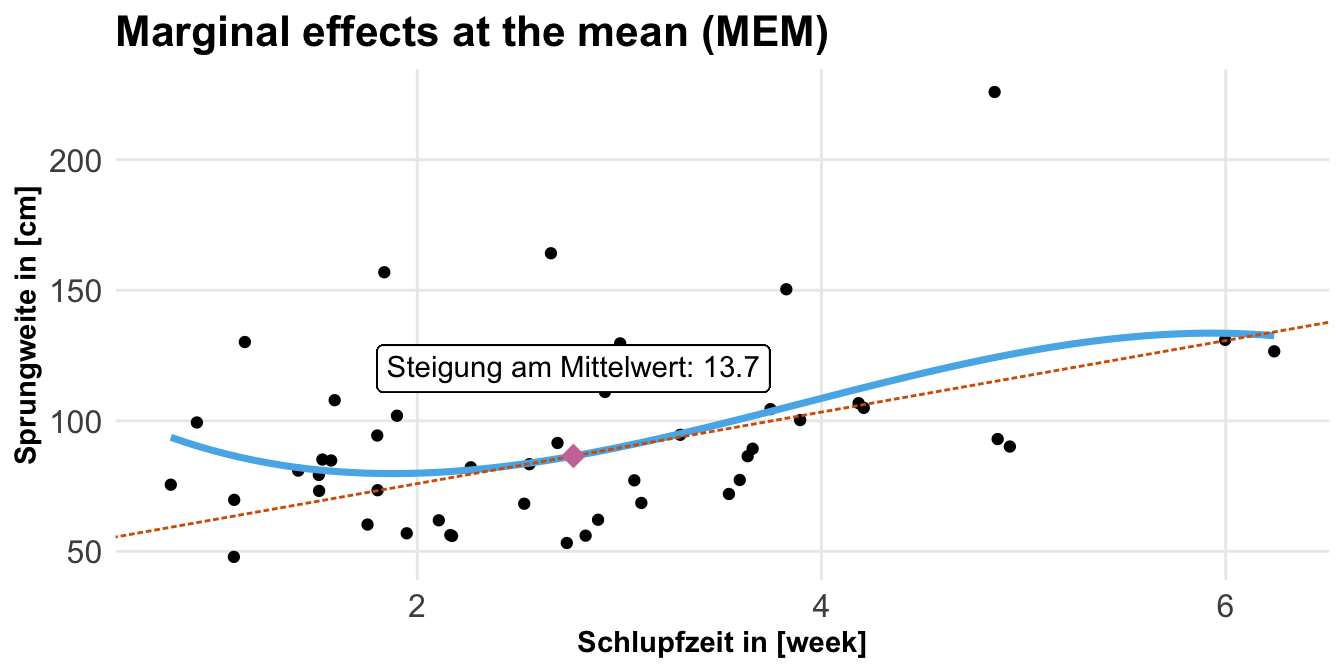 Marginal effects at the mean (MEM)
Sprungweite in [cm]
200
150
100
50
Steigung am Mittelwert: 13.7
2 4 6
Schlupfzeit in [week]